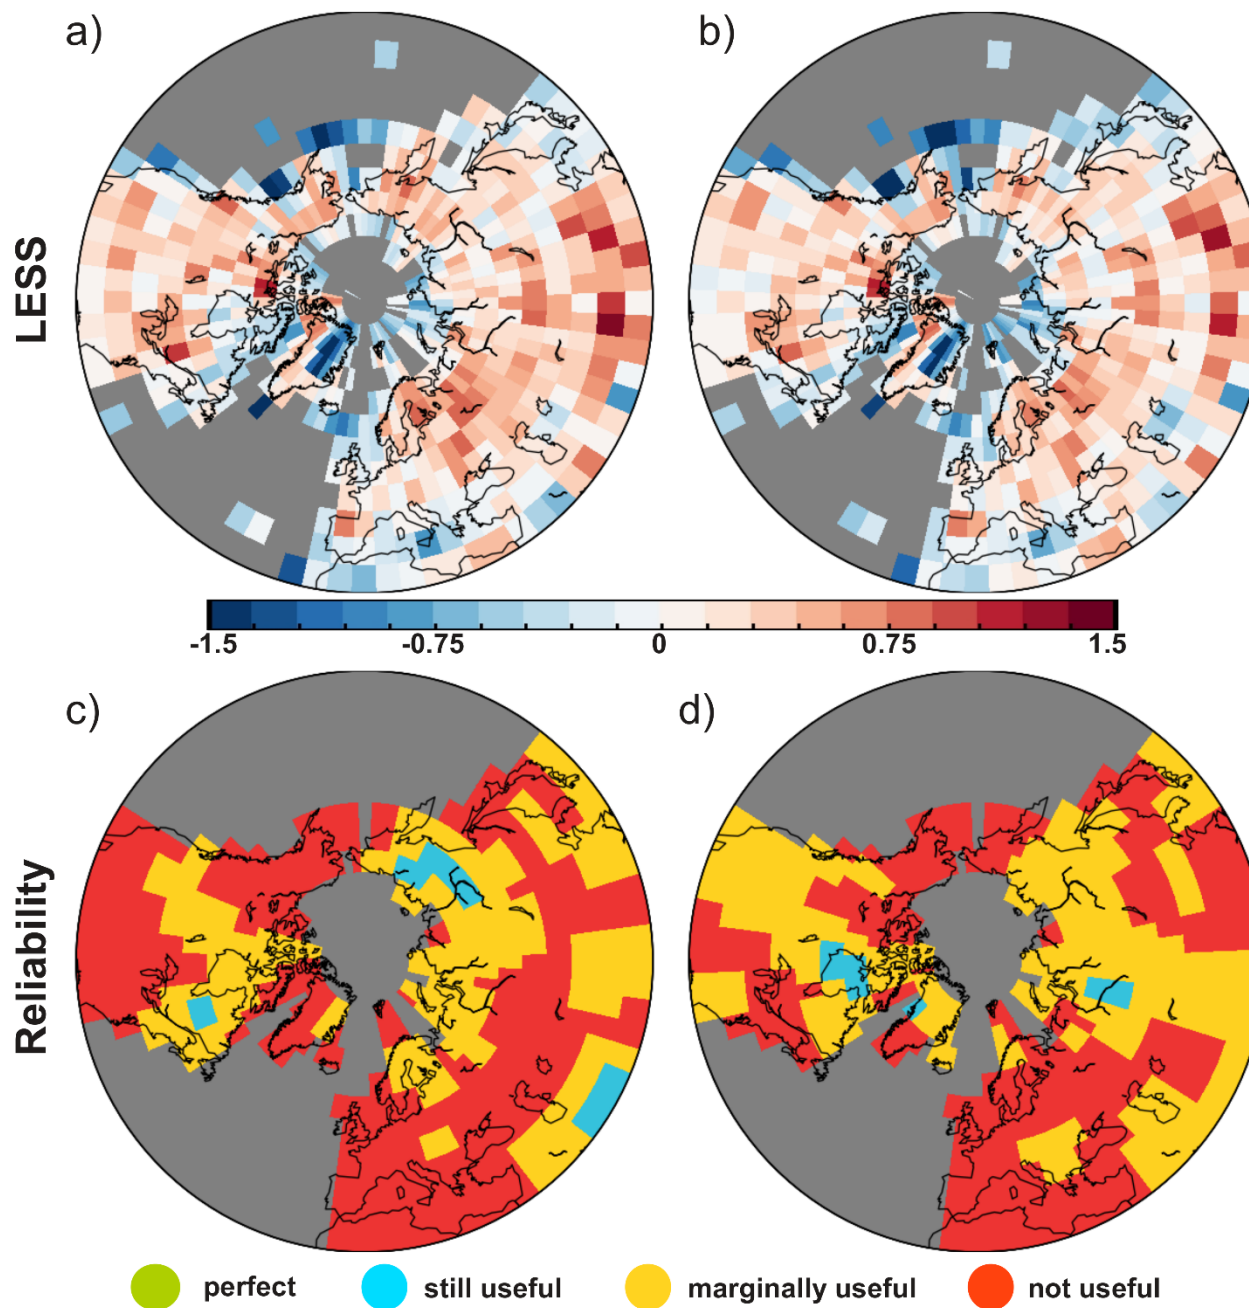 a) b)
LESS
-1.5 -0.75 0 0.75 1.5
c) d)
Reliability
perfect still useful marginally useful not useful